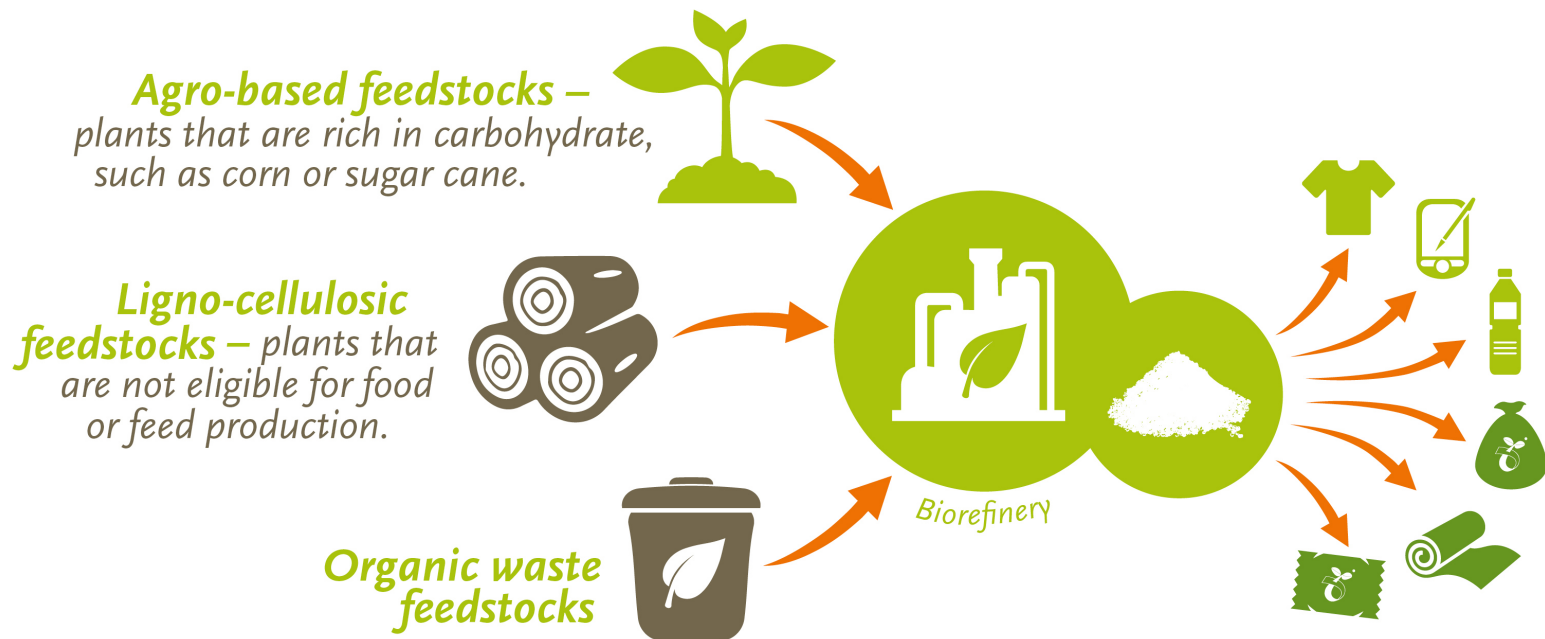 Agro-based feedstocks –
plants that are rich in carbohydrate,
such as corn or sugar cane.
Ligno-cellulosic
feedstocks – plants that
are not eligible for food
or feed production.
Organic waste
feedstocks
Biorefinery